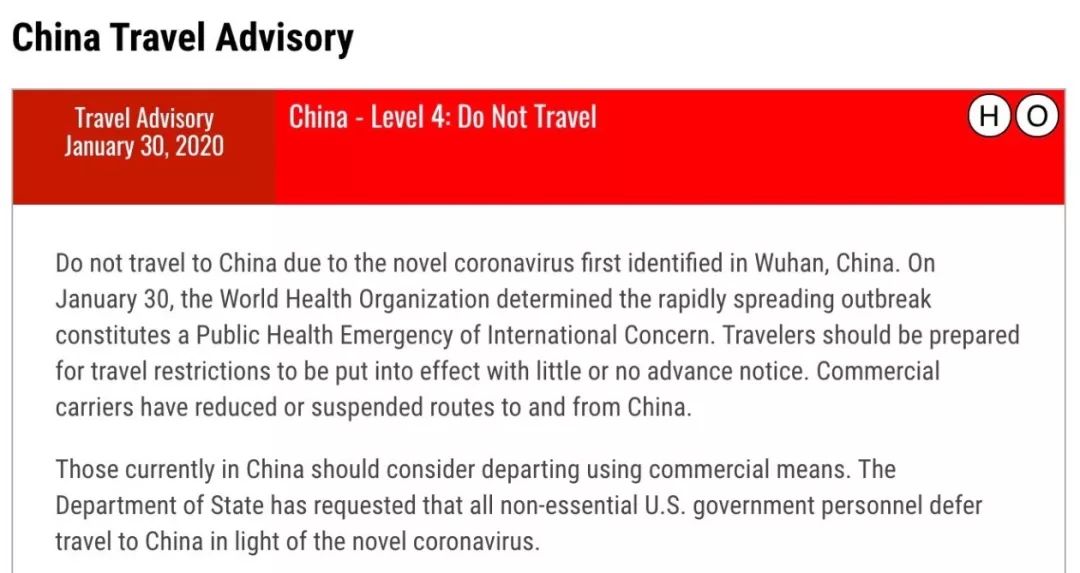 China Travel Advisory
Travel Advisory
January 30, 2020
China - Level 4: Do Not Travel
H O
Do not travel to China due to the novel coronavirus first identified in Wuhan, China. On
January 30, the World Health Organization determined the rapidly spreading outbreak
constitutes a Public Health Emergency of International Concern. Travelers should be prepared
for travel restrictions to be put into effect with little or no advance notice. Commercial
carriers have reduced or suspended routes to and from China.
Those currently in China should consider departing using commercial means. The
Department of State has requested that all non-essential U.S. government personnel defer
travel to China in light of the novel coronavirus.